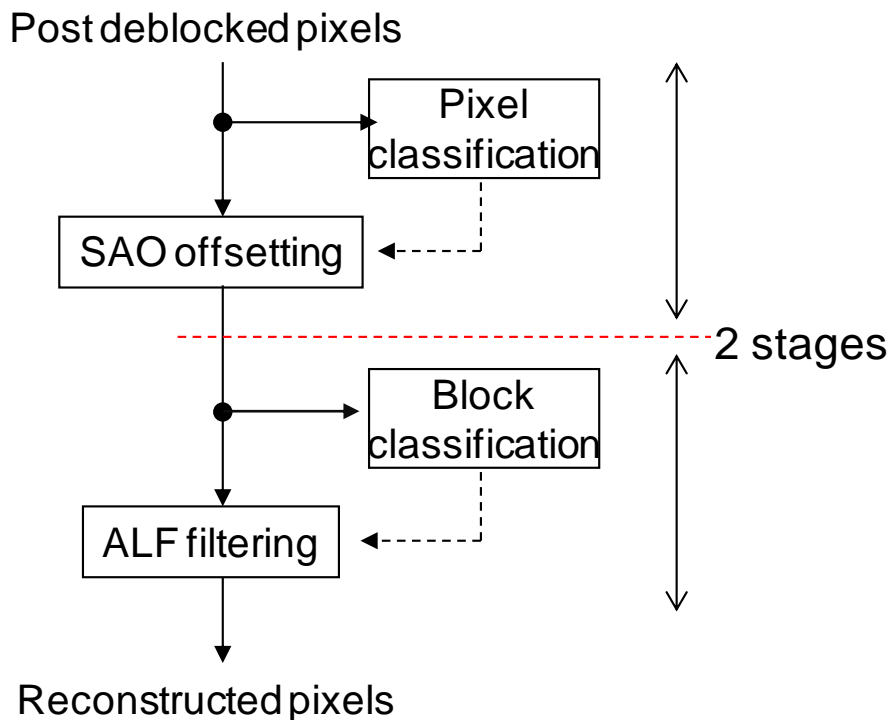 Post deblocked pixels
Pixel
classification
SAO offsetting
2 stages
Block
classification
ALF filtering
Reconstructed pixels